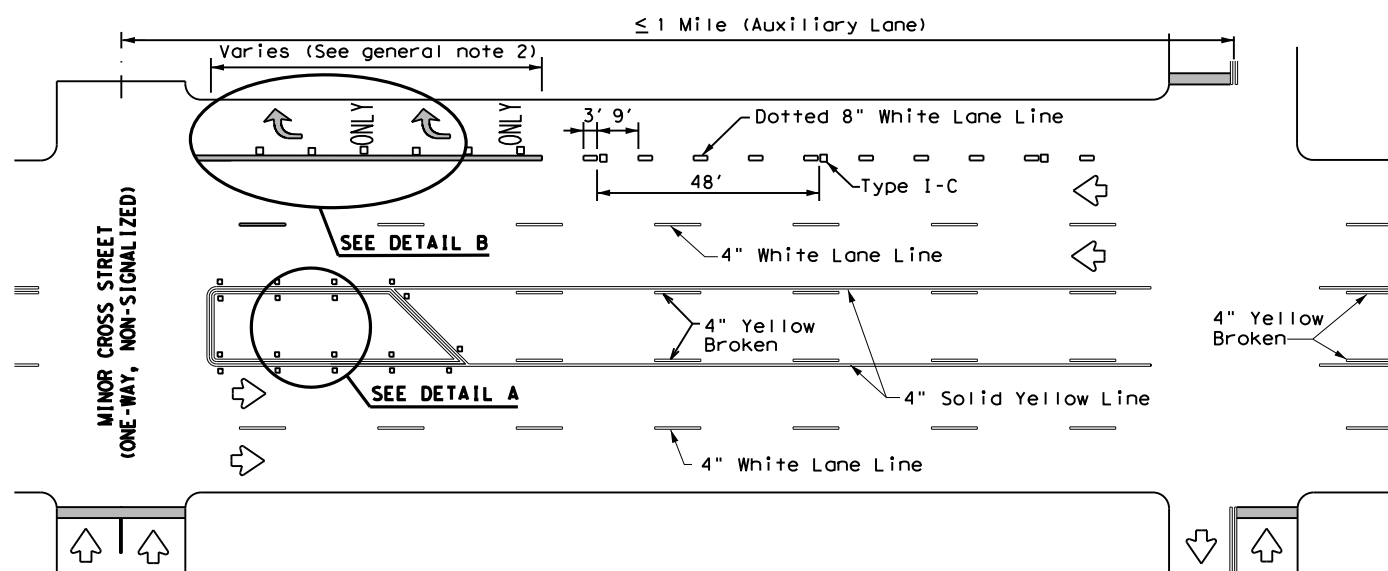 ≤ 1 Mile (Auxiliary Lane)
Varies (See general note 2)
ONLY
ONLY
3' 9'
Dotted 8" White Lane Line
48'
Type I-C
SEE DETAIL B
4" White Lane Line
MINOR CROSS STREET
(ONE-WAY, NON-SIGNALIZED)
4" Yellow
Broken
4" Yellow
Broken
SEE DETAIL A
4" Solid Yellow Line
4" White Lane Line